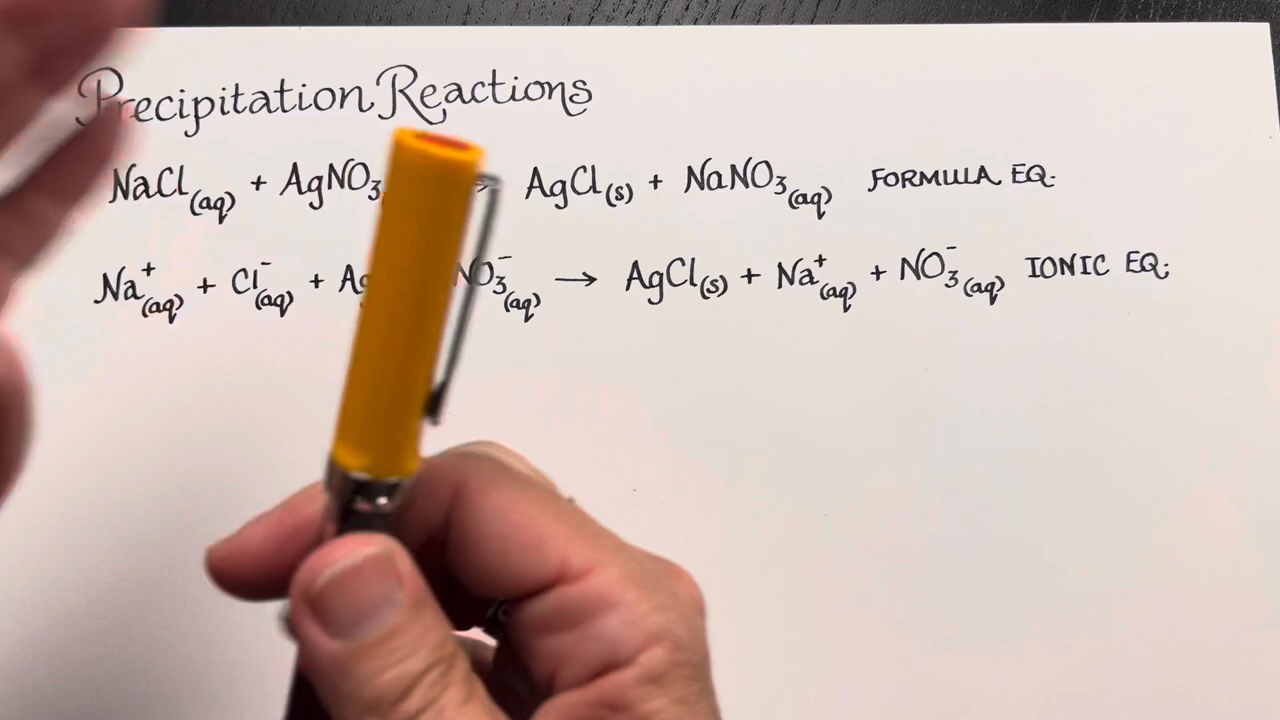 Precipitation Reactions
NaCl(aq) + AgNO₃ → AgCl(s) + NaNO₃(aq) FORMULA EQ.
Na⁺(aq) + Cl⁻(aq) + Ag NO₃⁻(aq) → AgCl(s) + Na⁺(aq) + NO₃⁻(aq) IONIC EQ.